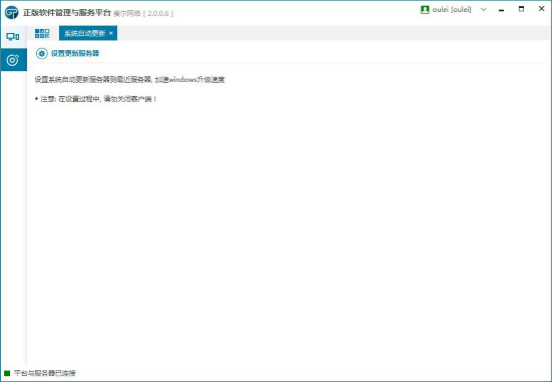 正版软件管理与服务平台 赛尔网络 [ 2.0.0.6 ]
oulei [oulei]
系统自动更新 ×
设置更新服务器
设置系统自动更新服务器到最近服务器, 加速windows升级速度
• 注意: 在设置过程中, 请勿关闭客户端！
平台与服务器已连接